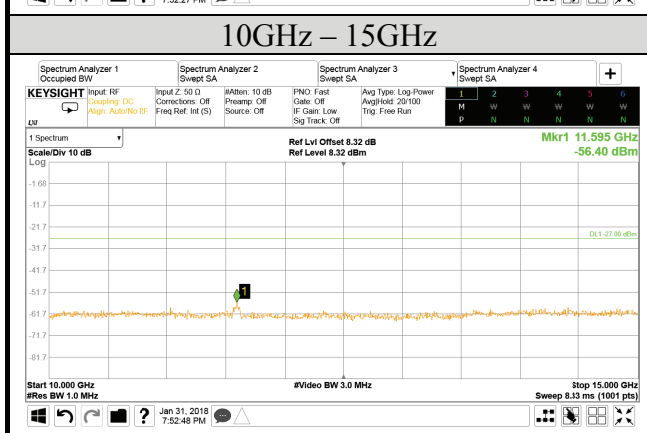 7:52:27 PM
10GHz – 15GHz
Spectrum Analyzer 1 Occupied BW
Spectrum Analyzer 2 Swept SA
Spectrum Analyzer 3 Swept SA
Spectrum Analyzer 4 Swept SA
KEYSIGHT Input: RF Input Z: 50 Ω #Atten: 10 dB PNO: Fast Avg Type: Log-Power 1 2 3 4 5 6
Coupling: DC Corrections: Off Preamp: Off Gate: Off Avg|Hold: 20/100 M W W W W W
Align: Auto/No RF Freq Ref: Int (S) Source: Off IF Gain: Low Trig: Free Run
LXI Sig Track: Off P N N N N N
1 Spectrum Ref Lvl Offset 8.32 dB Mkr1 11.595 GHz
Scale/Div 10 dB Ref Level 8.32 dBm -56.40 dBm
Log
-1.68
-11.7
-21.7
DL1 -27.00 dBm
-31.7
-41.7
-51.7
1
-61.7
-71.7
-81.7
Start 10.000 GHz #Video BW 3.0 MHz Stop 15.000 GHz
#Res BW 1.0 MHz Sweep 8.33 ms (1001 pts)
? Jan 31, 2018
7:52:48 PM